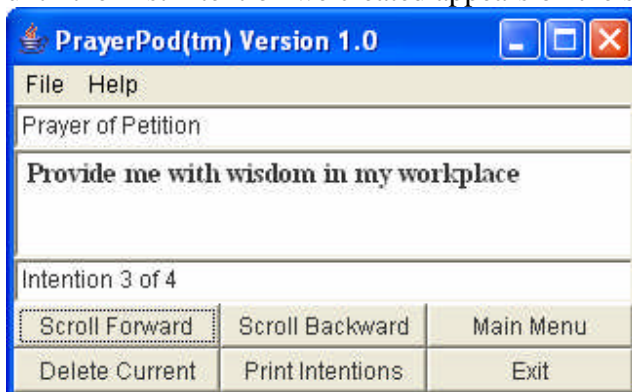 PrayerPod(tm) Version 1.0
File Help
Prayer of Petition
Provide me with wisdom in my workplace
Intention 3 of 4
Scroll Forward Scroll Backward Main Menu
Delete Current Print Intentions Exit